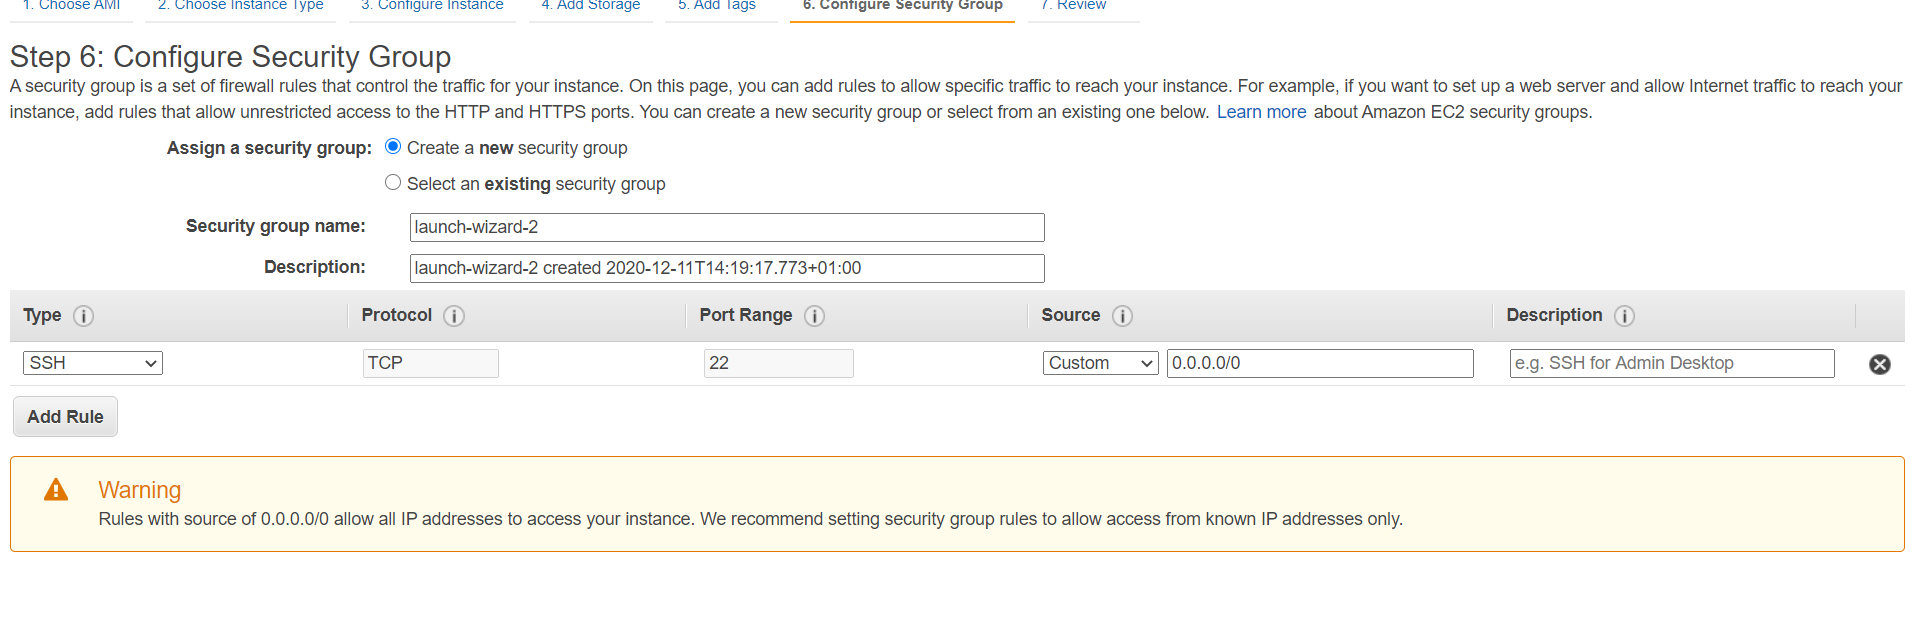 1. Choose AMI 2. Choose Instance Type 3. Configure Instance 4. Add Storage 5. Add Tags 6. Configure Security Group 7. Review
Step 6: Configure Security Group
A security group is a set of firewall rules that control the traffic for your instance. On this page, you can add rules to allow specific traffic to reach your instance. For example, if you want to set up a web server and allow Internet traffic to reach your
instance, add rules that allow unrestricted access to the HTTP and HTTPS ports. You can create a new security group or select from an existing one below. Learn more about Amazon EC2 security groups.
Assign a security group: Create a new security group
Select an existing security group
Security group name: launch-wizard-2
Description: launch-wizard-2 created 2020-12-11T14:19:17.773+01:00
Type i Protocol i Port Range i Source i Description i
SSH TCP 22 Custom 0.0.0.0/0 e.g. SSH for Admin Desktop
Add Rule
Warning
Rules with source of 0.0.0.0/0 allow all IP addresses to access your instance. We recommend setting security group rules to allow access from known IP addresses only.